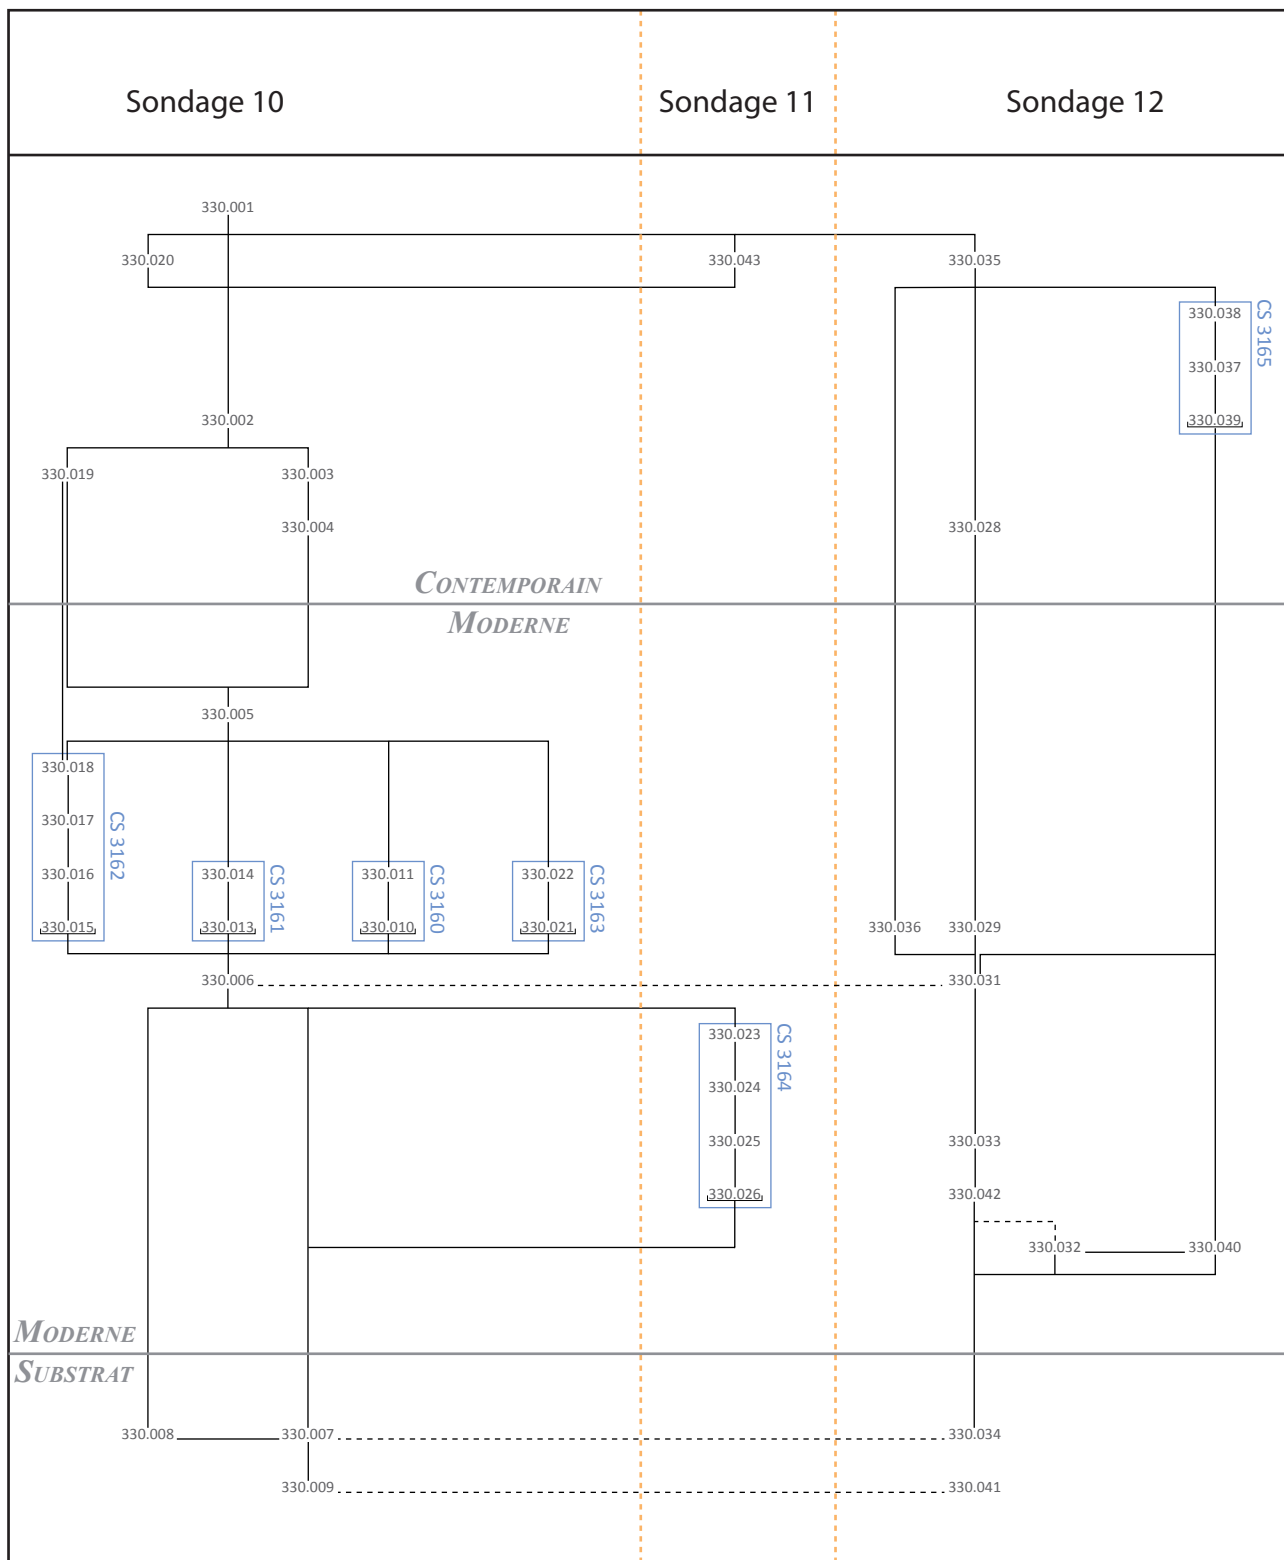 Sondage 10 Sondage 11 Sondage 12
330.001
330.020 330.043 330.035
330.038
CS 3165
330.037
330.002 330.039
330.019 330.003
330.004 330.028
CONTEMPORAIN
MODERNE
330.005
330.018
330.017
CS 3162
330.016 330.014 330.011 330.022
CS 3161 CS 3160 CS 3163
330.015 330.013 330.010 330.021 330.036 330.029
330.006 330.031
330.023
CS 3164
330.024
330.025 330.033
330.026 330.042
330.032 330.040
MODERNE
SUBSTRAT
330.008 330.007 330.034
330.009 330.041